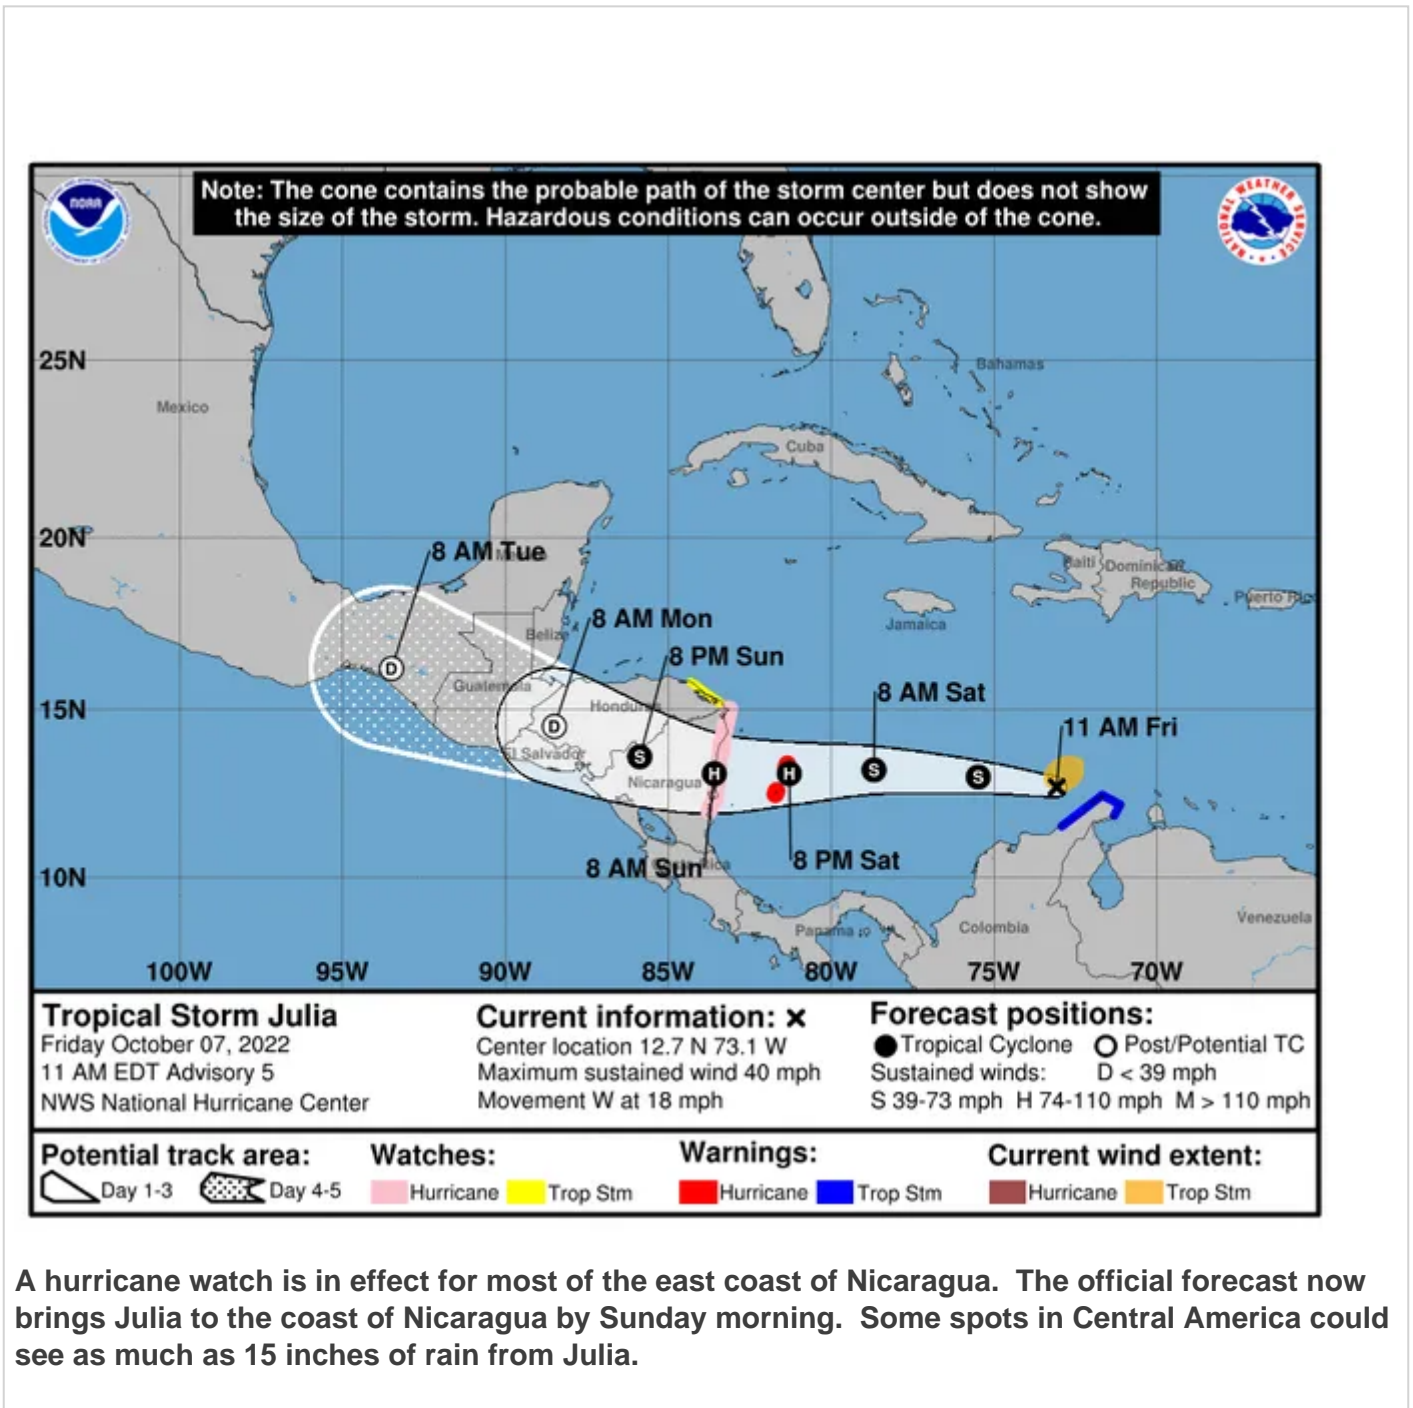 Note: The cone contains the probable path of the storm center but does not show
the size of the storm. Hazardous conditions can occur outside of the cone.
NOAA
NATIONAL WEATHER SERVICE
25N
Bahamas
Mexico
Cuba
20N
8 AM Tue
Haiti
Dominican
Republic
Puerto Rico
Jamaica
8 AM Mon
Belize
8 PM Sun
Guatemala
8 AM Sat
15N
Honduras
11 AM Fri
D
D
El Salvador
S
Nicaragua
H
H
S
S
8 AM Sun
8 PM Sat
10N
Panama
Colombia
Venezuela
100W 95W 90W 85W 80W 75W 70W
Tropical Storm Julia
Friday October 07, 2022
11 AM EDT Advisory 5
NWS National Hurricane Center
Current information: x
Center location 12.7 N 73.1 W
Maximum sustained wind 40 mph
Movement W at 18 mph
Forecast positions:
Tropical Cyclone Post/Potential TC
Sustained winds: D < 39 mph
S 39-73 mph H 74-110 mph M > 110 mph
Potential track area:
Day 1-3 Day 4-5
Watches:
Hurricane Trop Stm
Warnings:
Hurricane Trop Stm
Current wind extent:
Hurricane Trop Stm
A hurricane watch is in effect for most of the east coast of Nicaragua. The official forecast now
brings Julia to the coast of Nicaragua by Sunday morning. Some spots in Central America could
see as much as 15 inches of rain from Julia.